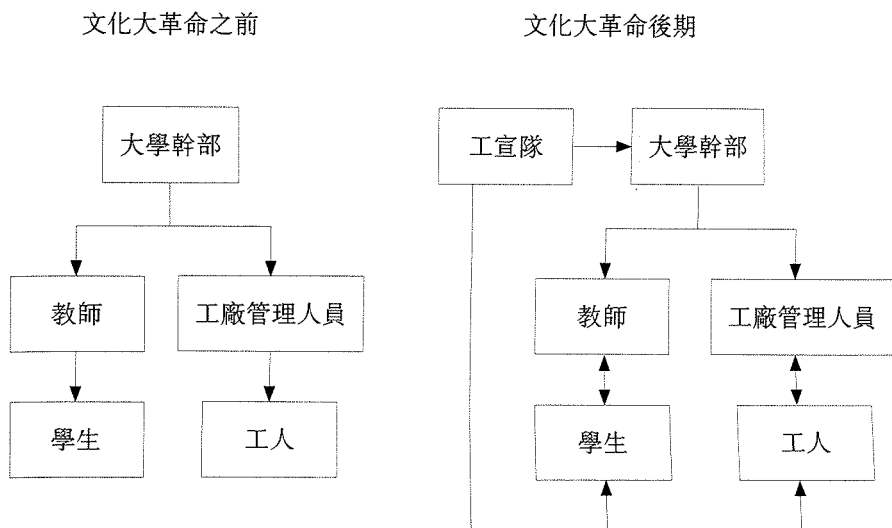 文化大革命之前
大學幹部
教師
工廠管理人員
學生
工人
文化大革命後期
工宣隊
大學幹部
教師
工廠管理人員
學生
工人